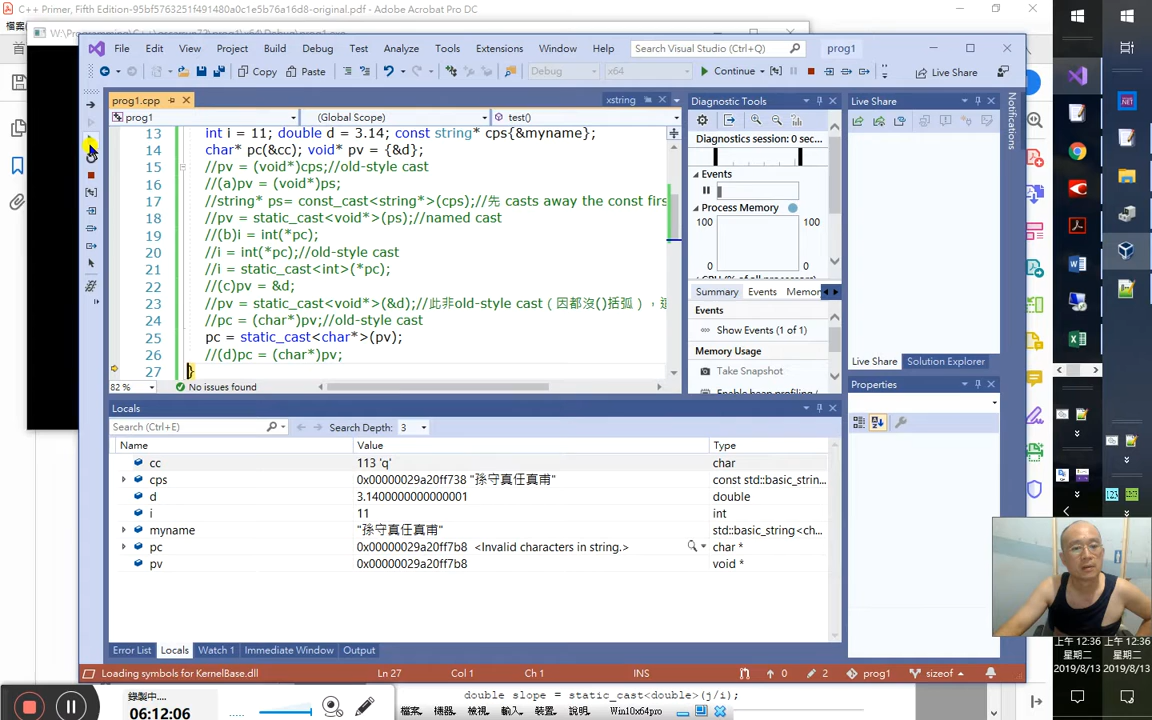 C++ Primer, Fifth Edition-95bf5763251f491480a0c1e5b76a16d8-original.pdf - Adobe Acrobat Pro DC
File Edit View Project Build Debug Test Analyze Tools Extensions Window Help
Search Visual Studio (Ctrl+Q)
prog1
Copy Paste Debug x64 Continue Live Share
prog1.cpp
xstring
prog1 (Global Scope) test()
13 int i = 11; double d = 3.14; const string* cps{&myname};
14 char* pc(&cc); void* pv = {&d};
15 //pv = (void*)cps;//old-style cast
16 //(a)pv = (void*)ps;
17 //string* ps= const_cast<string*>(cps);//先 casts away the const firs
18 //pv = static_cast<void*>(ps);//named cast
19 //(b)i = int(*pc);
20 //i = int(*pc);//old-style cast
21 //i = static_cast<int>(*pc);
22 //(c)pv = &d;
23 //pv = static_cast<void*>(&d);//此非old-style cast（因都沒()括弧）,
24 //pc = (char*)pv;//old-style cast
25 pc = static_cast<char*>(pv);
26 //(d)pc = (char*)pv;
27 }
82 % No issues found
Diagnostic Tools
Diagnostics session: 0 sec...
Events
Process Memory
100 100
0 0
Summary Events Memor
Events
Show Events (1 of 1)
Memory Usage
Take Snapshot
Live Share
Live Share Solution Explorer
Properties
Notifications
Locals
Search (Ctrl+E) Search Depth: 3
Name Value Type
cc 113 'q' char
cps 0x00000029a20ff738 "孫守真任真甫" const std::basic_strin...
d 3.1400000000000001 double
i 11 int
myname "孫守真任真甫" std::basic_string<ch...
pc 0x00000029a20ff7b8 <Invalid characters in string.> char *
pv 0x00000029a20ff7b8 void *
Error List Locals Watch 1 Immediate Window Output
Loading symbols for KernelBase.dll Ln 27 Col 1 Ch 1 INS 0 2 prog1 sizeof
錄製中....
06:12:06
double slope = static_cast<double>(j/i);
檔案. 機器. 檢視. 輸入. 裝置. 說明. Win10x64pro
上午 12:36 上午 12:36
星期二 星期二
2019/8/13 2019/8/13